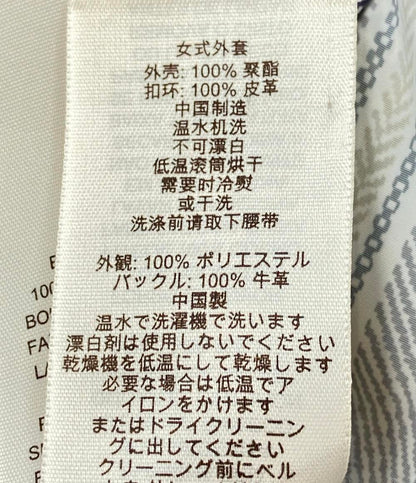 女式外套
外壳: 100% 聚酯
扣环: 100% 皮革
中国制造
温水机洗
不可漂白
低温滚筒烘干
需要时冷熨
或干洗
洗涤前请取下腰带
外観: 100% ポリエステル
バックル: 100% 牛革
中国製
温水で洗濯機で洗います
漂白剤は使用しないでください
乾燥機を低温にして乾燥します
必要な場合は低温でア
イロンをかけます
またはドライクリーニン
グに出してください
クリーニング前にベル
100
BO
FA
LA